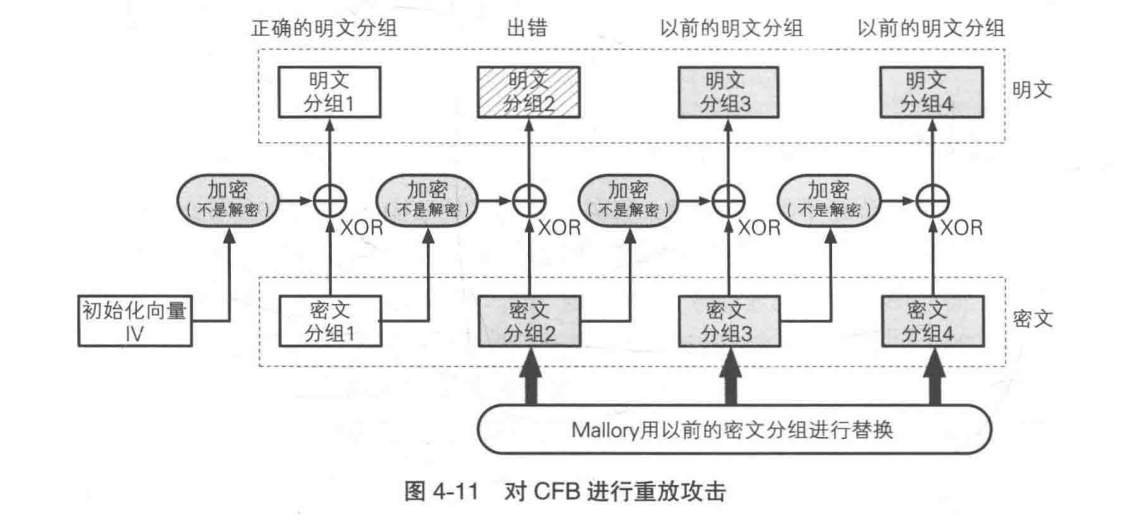 正确的明文分组
出错
以前的明文分组
以前的明文分组
明文
分组1
明文
分组2
明文
分组3
明文
分组4
明文
加密
(不是解密)
XOR
加密
(不是解密)
XOR
加密
(不是解密)
XOR
加密
(不是解密)
XOR
初始化向量
IV
密文
分组1
密文
分组2
密文
分组3
密文
分组4
密文
Mallory用以前的密文分组进行替换
图 4-11 对 CFB 进行重放攻击